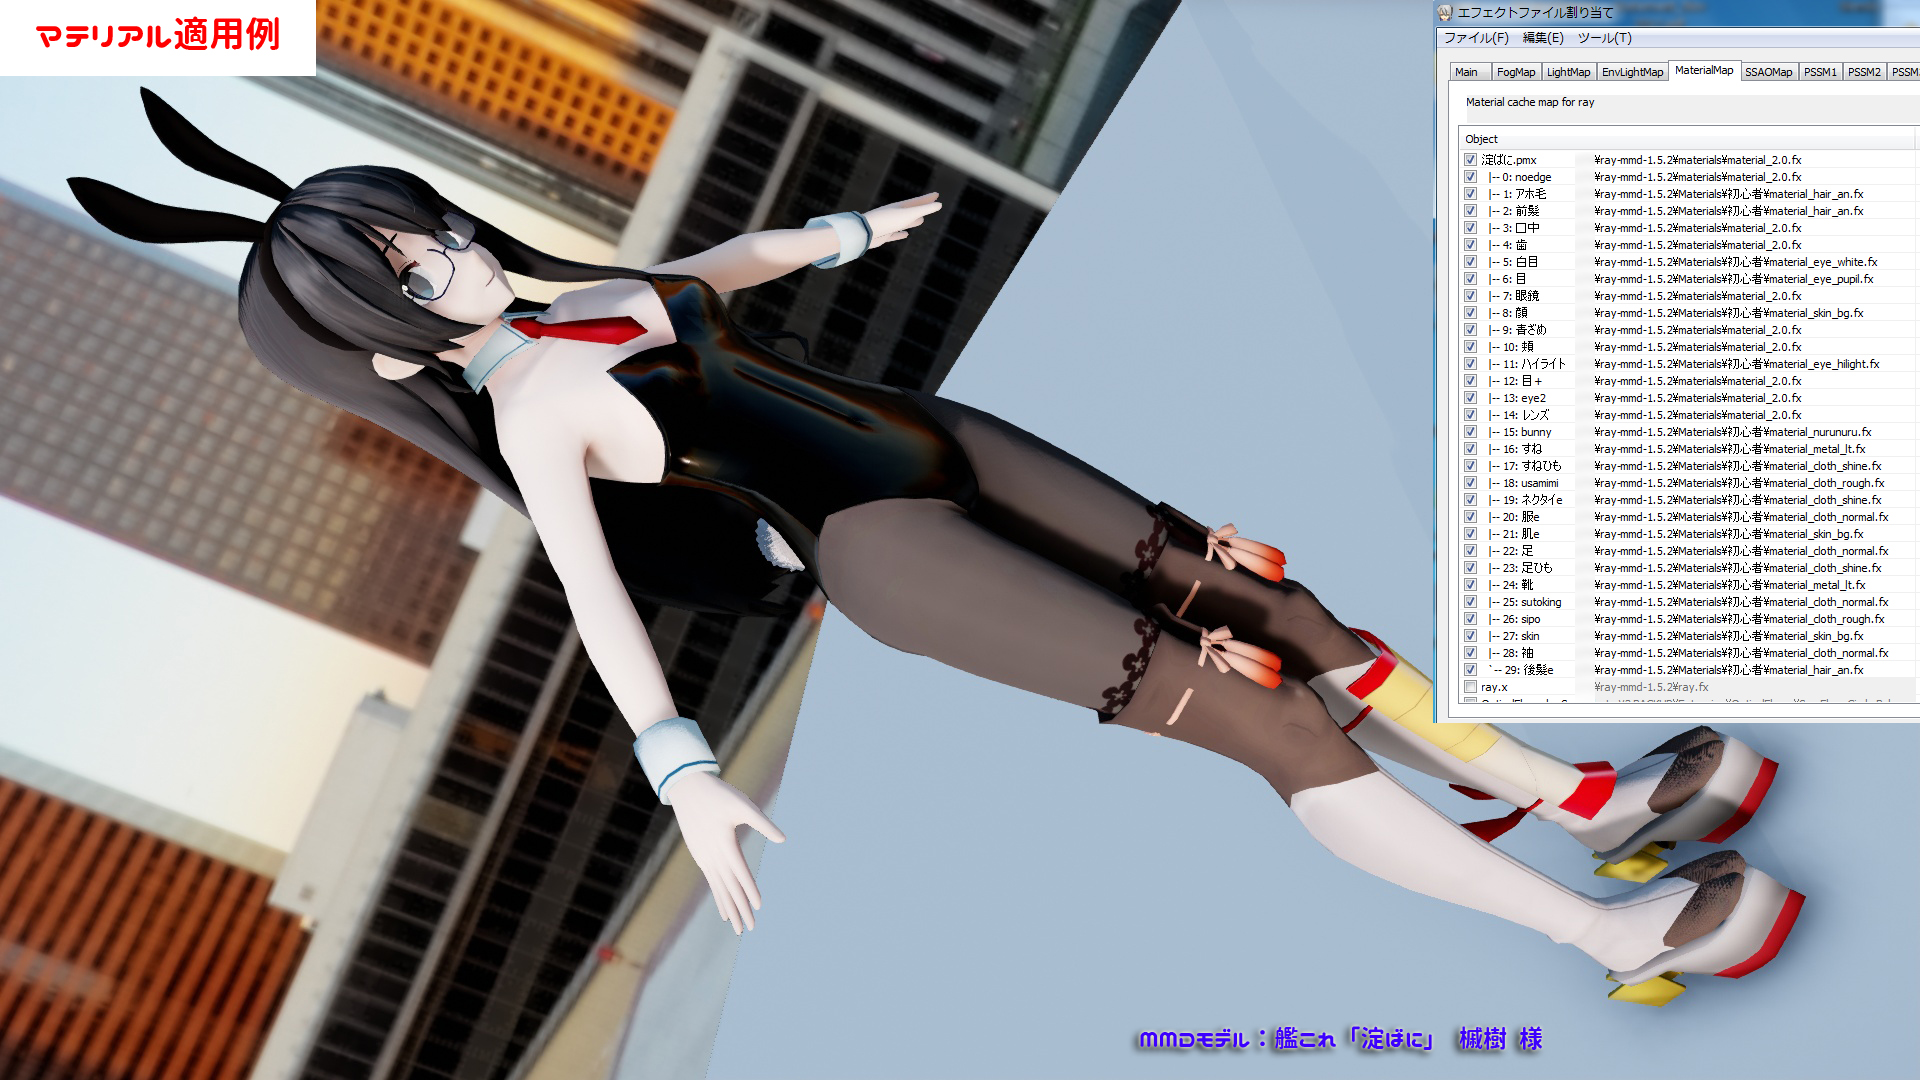 マテリアル適用例
エフェクトファイル割り当て
ファイル(F) 編集(E) ツール(T)
Main FogMap LightMap EnvLightMap MaterialMap SSAOMap PSSM1 PSSM2
Material cache map for ray
Object
淀ばに.pmx ¥ray-mmd-1.5.2¥materials¥material_2.0.fx
|-- 0: noedge ¥ray-mmd-1.5.2¥materials¥material_2.0.fx
|-- 1: アホ毛 ¥ray-mmd-1.5.2¥Materials¥初心者¥material_hair_an.fx
|-- 2: 前髪 ¥ray-mmd-1.5.2¥Materials¥初心者¥material_hair_an.fx
|-- 3: 口中 ¥ray-mmd-1.5.2¥materials¥material_2.0.fx
|-- 4: 歯 ¥ray-mmd-1.5.2¥materials¥material_2.0.fx
|-- 5: 白目 ¥ray-mmd-1.5.2¥Materials¥初心者¥material_eye_white.fx
|-- 6: 目 ¥ray-mmd-1.5.2¥Materials¥初心者¥material_eye_pupil.fx
|-- 7: 眼鏡 ¥ray-mmd-1.5.2¥materials¥material_2.0.fx
|-- 8: 顔 ¥ray-mmd-1.5.2¥Materials¥初心者¥material_skin_bg.fx
|-- 9: 青ざめ ¥ray-mmd-1.5.2¥materials¥material_2.0.fx
|-- 10: 頬 ¥ray-mmd-1.5.2¥materials¥material_2.0.fx
|-- 11: ハイライト ¥ray-mmd-1.5.2¥Materials¥初心者¥material_eye_hilight.fx
|-- 12: 目+ ¥ray-mmd-1.5.2¥materials¥material_2.0.fx
|-- 13: eye2 ¥ray-mmd-1.5.2¥materials¥material_2.0.fx
|-- 14: レンズ ¥ray-mmd-1.5.2¥materials¥material_2.0.fx
|-- 15: bunny ¥ray-mmd-1.5.2¥Materials¥初心者¥material_nurunuru.fx
|-- 16: すね ¥ray-mmd-1.5.2¥Materials¥初心者¥material_metal_lt.fx
|-- 17: すねひも ¥ray-mmd-1.5.2¥Materials¥初心者¥material_cloth_shine.fx
|-- 18: usamimi ¥ray-mmd-1.5.2¥Materials¥初心者¥material_cloth_rough.fx
|-- 19: ネクタイe ¥ray-mmd-1.5.2¥Materials¥初心者¥material_cloth_shine.fx
|-- 20: 服e ¥ray-mmd-1.5.2¥Materials¥初心者¥material_cloth_normal.fx
|-- 21: 肌e ¥ray-mmd-1.5.2¥Materials¥初心者¥material_skin_bg.fx
|-- 22: 足 ¥ray-mmd-1.5.2¥Materials¥初心者¥material_cloth_normal.fx
|-- 23: 足ひも ¥ray-mmd-1.5.2¥Materials¥初心者¥material_cloth_shine.fx
|-- 24: 靴 ¥ray-mmd-1.5.2¥Materials¥初心者¥material_metal_lt.fx
|-- 25: sutoking ¥ray-mmd-1.5.2¥Materials¥初心者¥material_cloth_normal.fx
|-- 26: sipo ¥ray-mmd-1.5.2¥Materials¥初心者¥material_cloth_rough.fx
|-- 27: skin ¥ray-mmd-1.5.2¥Materials¥初心者¥material_skin_bg.fx
|-- 28: 袖 ¥ray-mmd-1.5.2¥Materials¥初心者¥material_cloth_normal.fx
`-- 29: 後髪e ¥ray-mmd-1.5.2¥Materials¥初心者¥material_hair_an.fx
ray.x ¥ray-mmd-1.5.2¥ray.fx
MMDモデル：艦これ「淀ばに」 槭樹 様